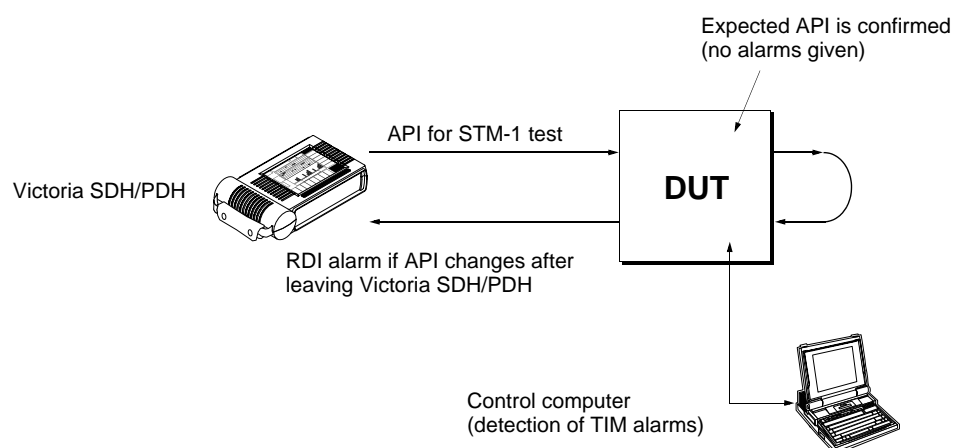 Expected API is confirmed
(no alarms given)
API for STM-1 test
Victoria SDH/PDH
DUT
RDI alarm if API changes after
leaving Victoria SDH/PDH
Control computer
(detection of TIM alarms)